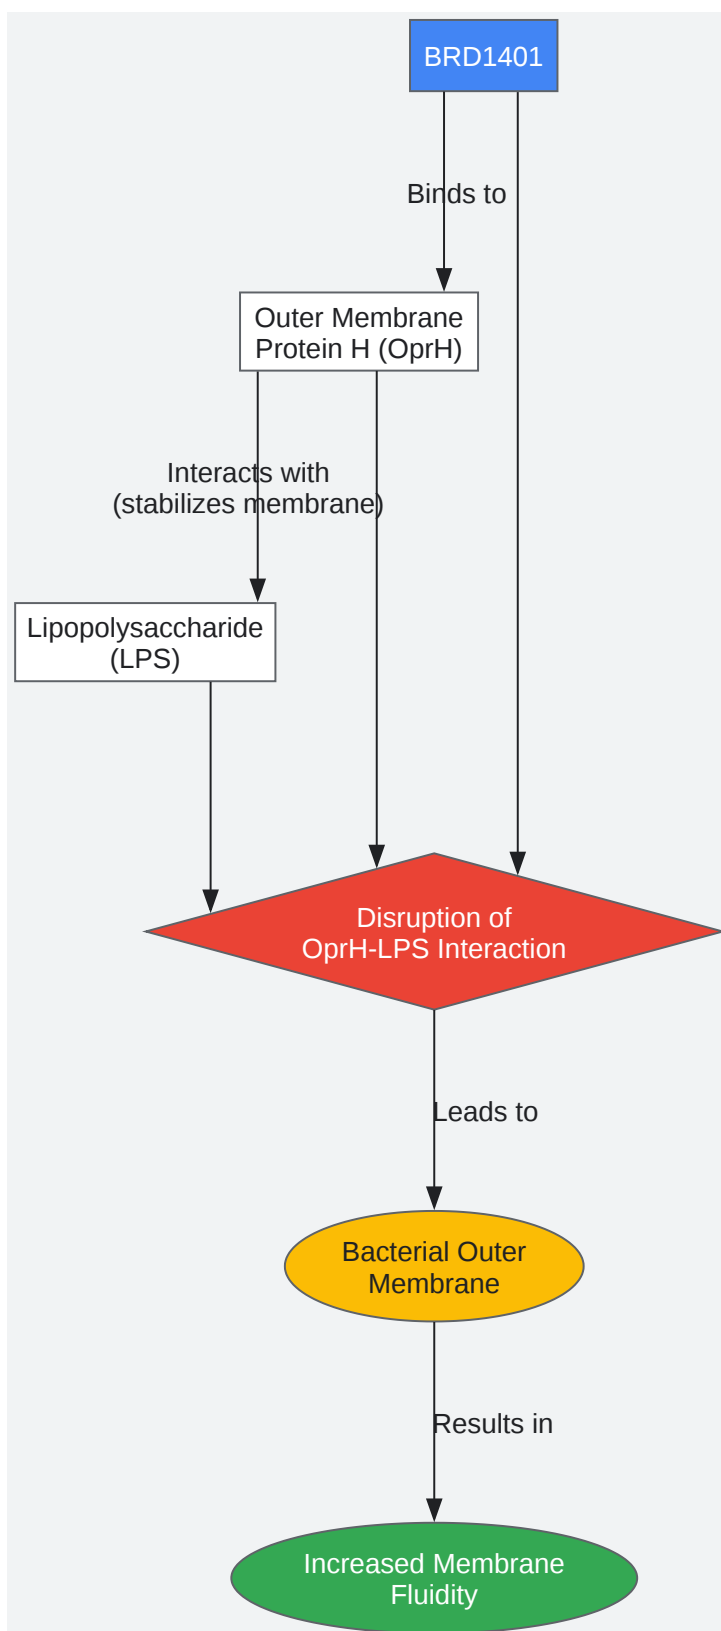 BRD1401
Binds to
Outer Membrane
Protein H (OprH)
Interacts with
(stabilizes membrane)
Lipopolysaccharide
(LPS)
Disruption of
OprH-LPS Interaction
Leads to
Bacterial Outer
Membrane
Results in
Increased Membrane
Fluidity